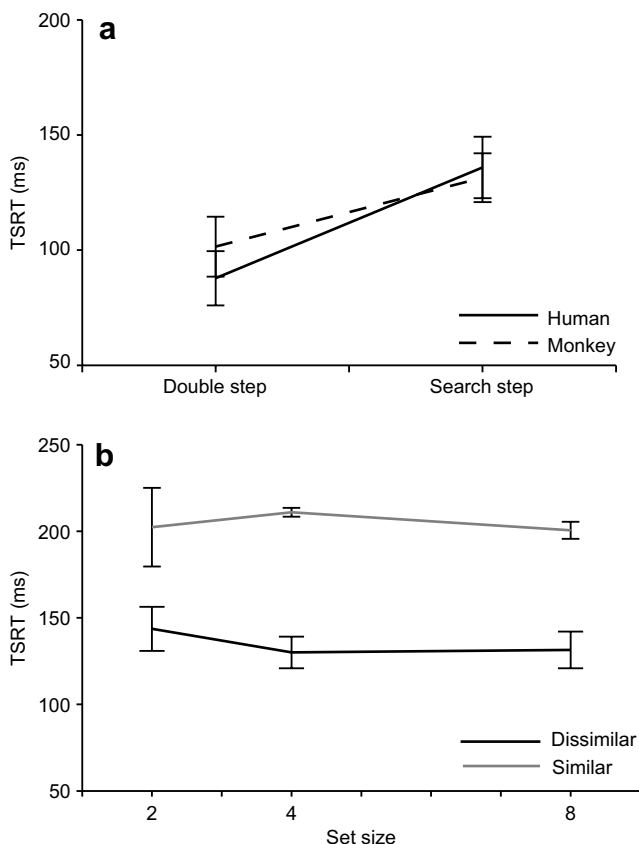 a
200
150
100
50
TSRT (ms)
Human
Monkey
Double step
Search step
b
250
200
150
100
50
TSRT (ms)
Dissimilar
Similar
2
4
8
Set size